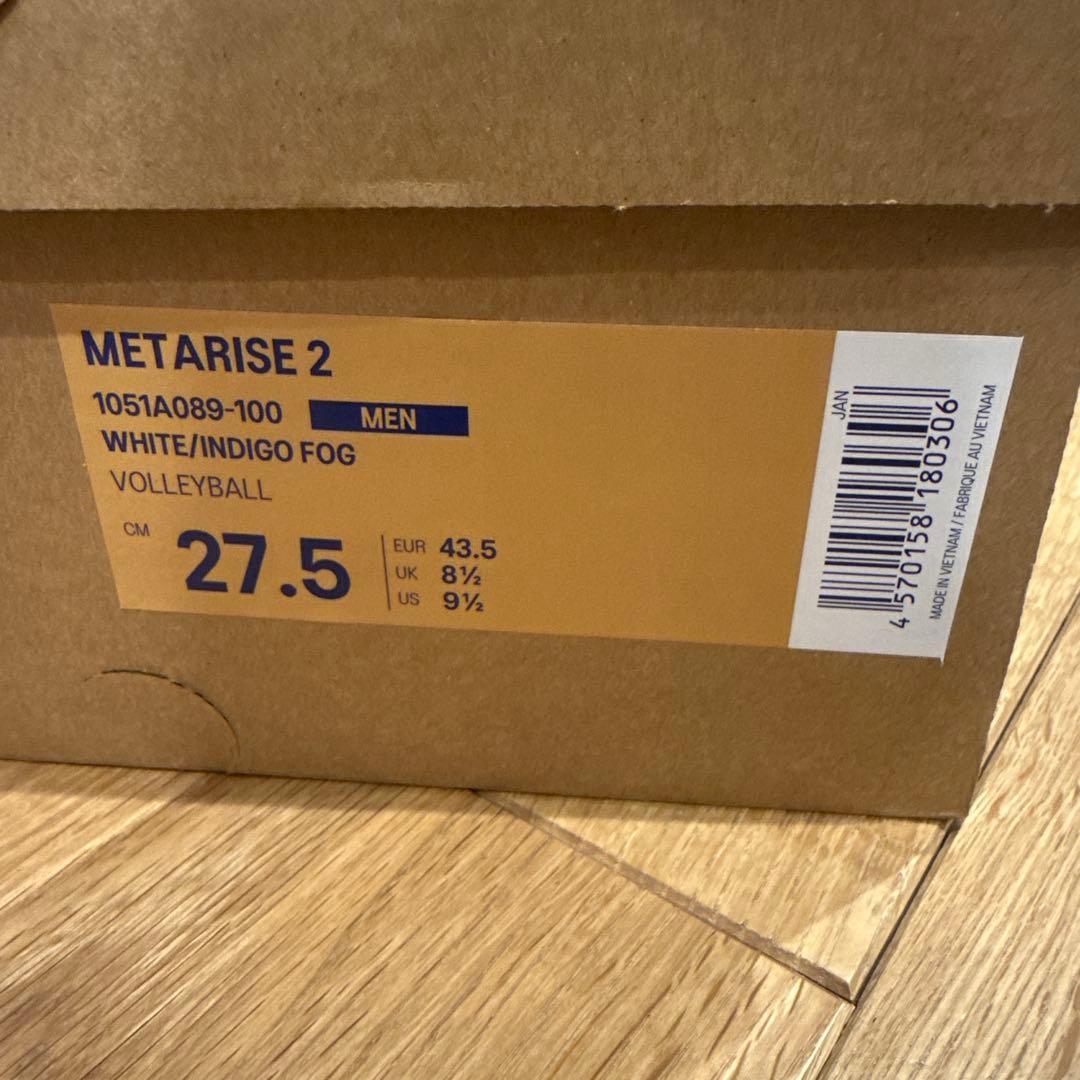 METARISE 2
1051A089-100 MEN
WHITE/INDIGO FOG
VOLLEYBALL
CM 27.5
EUR 43.5
UK 8½
US 9½
JAN
4 570158 180306
MADE IN VIETNAM / FABRIQUE AU VIETNAM